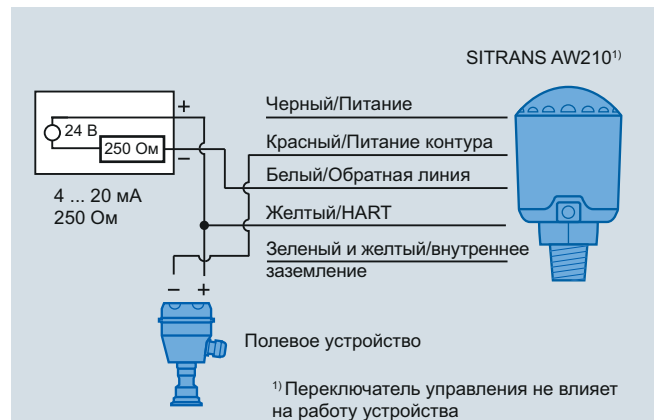 SITRANS AW210¹⁾
+
24 В
250 Ом
−
4 ... 20 мА
250 Ом
Черный/Питание
Красный/Питание контура
Белый/Обратная линия
Желтый/HART
Зеленый и желтый/внутреннее
заземление
− +
Полевое устройство
¹⁾ Переключатель управления не влияет
на работу устройства